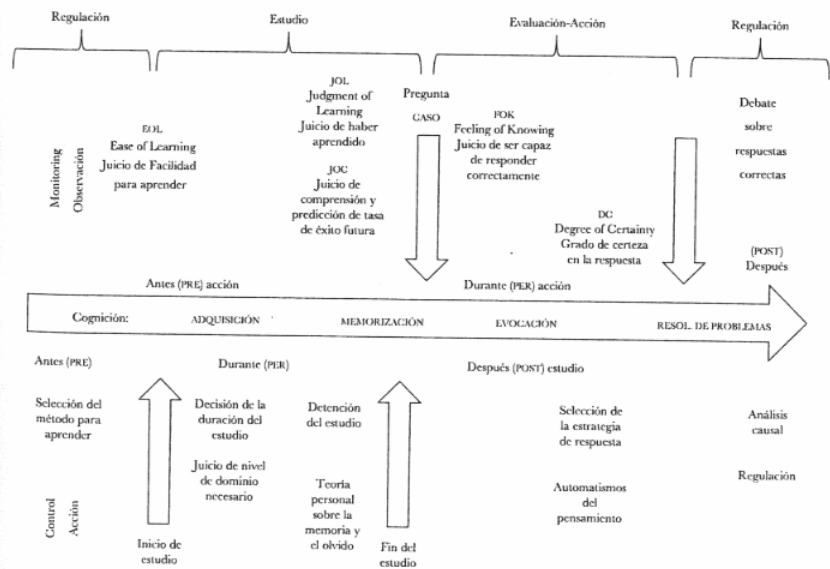 Regulación
Estudio
Evaluación-Acción
Regulación
Monitoring
Observación
EOL
Ease of Learning
Juicio de Facilidad
para aprender
JOL
Judgment of
Learning
Juicio de haber
aprendido
JOC
Juicio de
comprensión y
predicción de tasa
de éxito futura
Pregunta
CASO
FOK
Feeling of Knowing
Juicio de ser capaz
de responder
correctamente
DC
Degree of Certainty
Grado de certeza
en la respuesta
Debate
sobre
respuestas
correctas
(POST)
Después
Antes (PRE) acción
Durante (PER) acción
Cognición:
ADQUISICIÓN
MEMORIZACIÓN
EVOCACIÓN
RESOL. DE PROBLEMAS
Antes (PRE)
Durante (PER)
Después (POST) estudio
Selección del
método para
aprender
Control
Acción
Inicio de
estudio
Decisión de la
duración del
estudio
Juicio de nivel
de dominio
necesario
Detención
del estudio
Teoría
personal
sobre la
memoria y
el olvido
Fin del
estudio
Selección de
la estrategia
de respuesta
Automatismos
del
pensamiento
Análisis
causal
Regulación